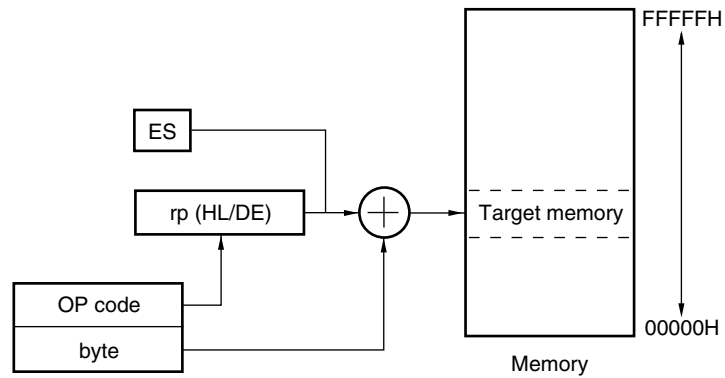 FFFFFH
ES
rp (HL/DE)
Target memory
OP code
byte
00000H
Memory